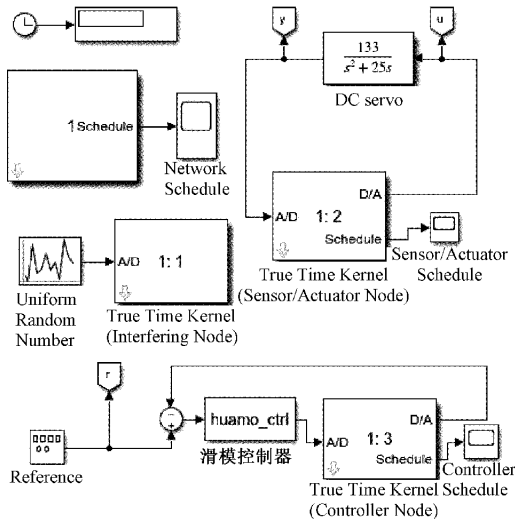 y
u
133
s² + 25s
DC servo
1 Schedule
Network
Schedule
D/A
A/D
1: 2
Schedule
Sensor/Actuator
Schedule
True Time Kernel
(Sensor/Actuator Node)
A/D
1: 1
Uniform
Random
Number
True Time Kernel
(Interfering Node)
r
huamo_ctrl
滑模控制器
D/A
A/D
1: 3
Schedule
Controller
Schedule
Reference
True Time Kernel
(Controller Node)